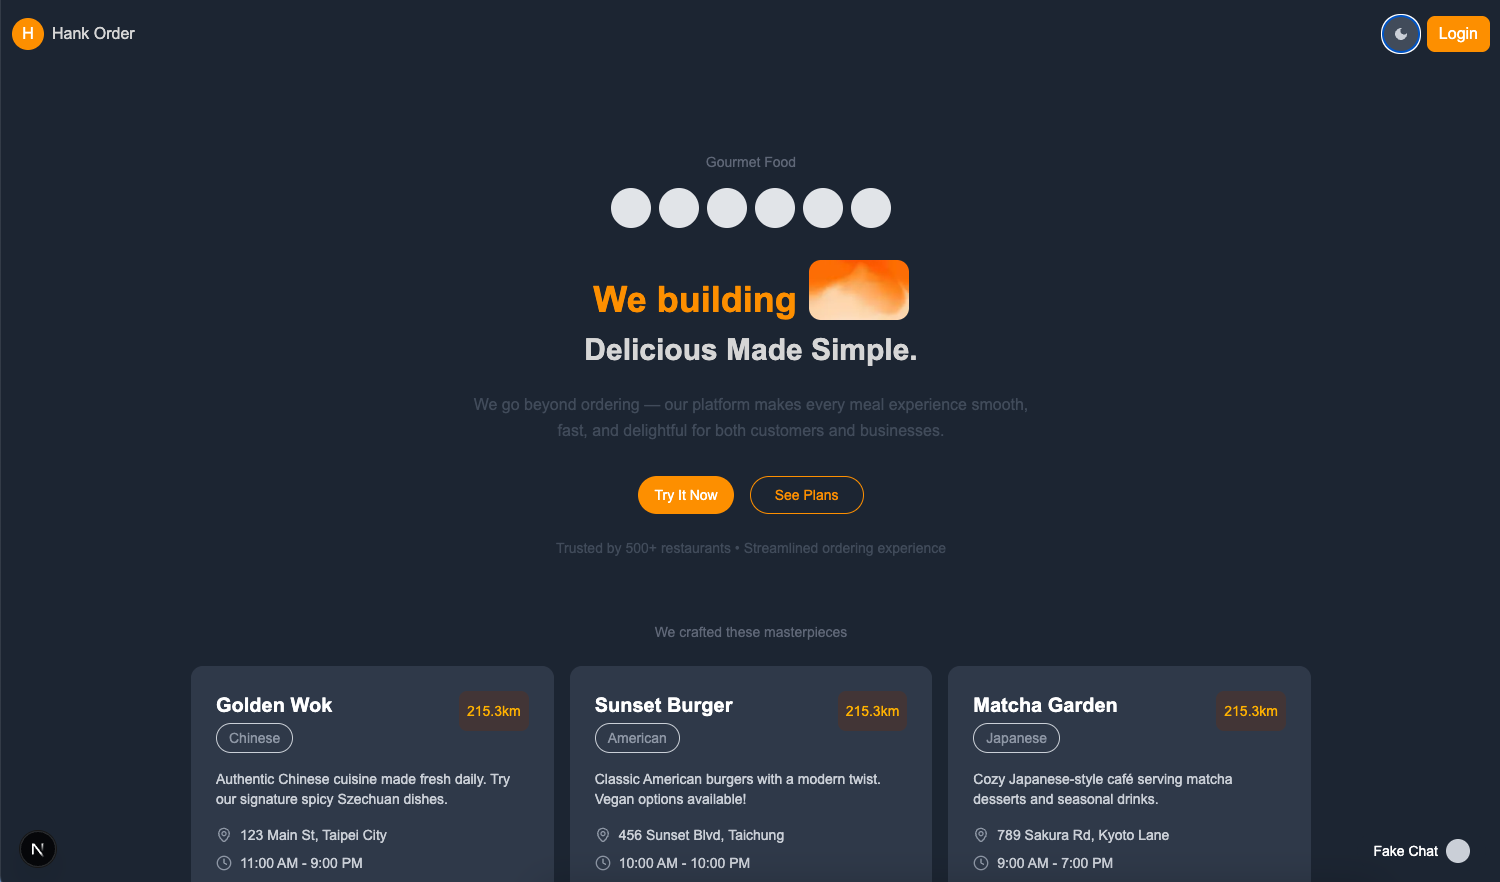 H Hank Order
Login
Gourmet Food
We building
Delicious Made Simple.
We go beyond ordering — our platform makes every meal experience smooth,
fast, and delightful for both customers and businesses.
Try It Now
See Plans
Trusted by 500+ restaurants • Streamlined ordering experience
We crafted these masterpieces
Golden Wok
215.3km
Chinese
Authentic Chinese cuisine made fresh daily. Try
our signature spicy Szechuan dishes.
123 Main St, Taipei City
11:00 AM - 9:00 PM
Sunset Burger
215.3km
American
Classic American burgers with a modern twist.
Vegan options available!
456 Sunset Blvd, Taichung
10:00 AM - 10:00 PM
Matcha Garden
215.3km
Japanese
Cozy Japanese-style café serving matcha
desserts and seasonal drinks.
789 Sakura Rd, Kyoto Lane
9:00 AM - 7:00 PM
N
Fake Chat